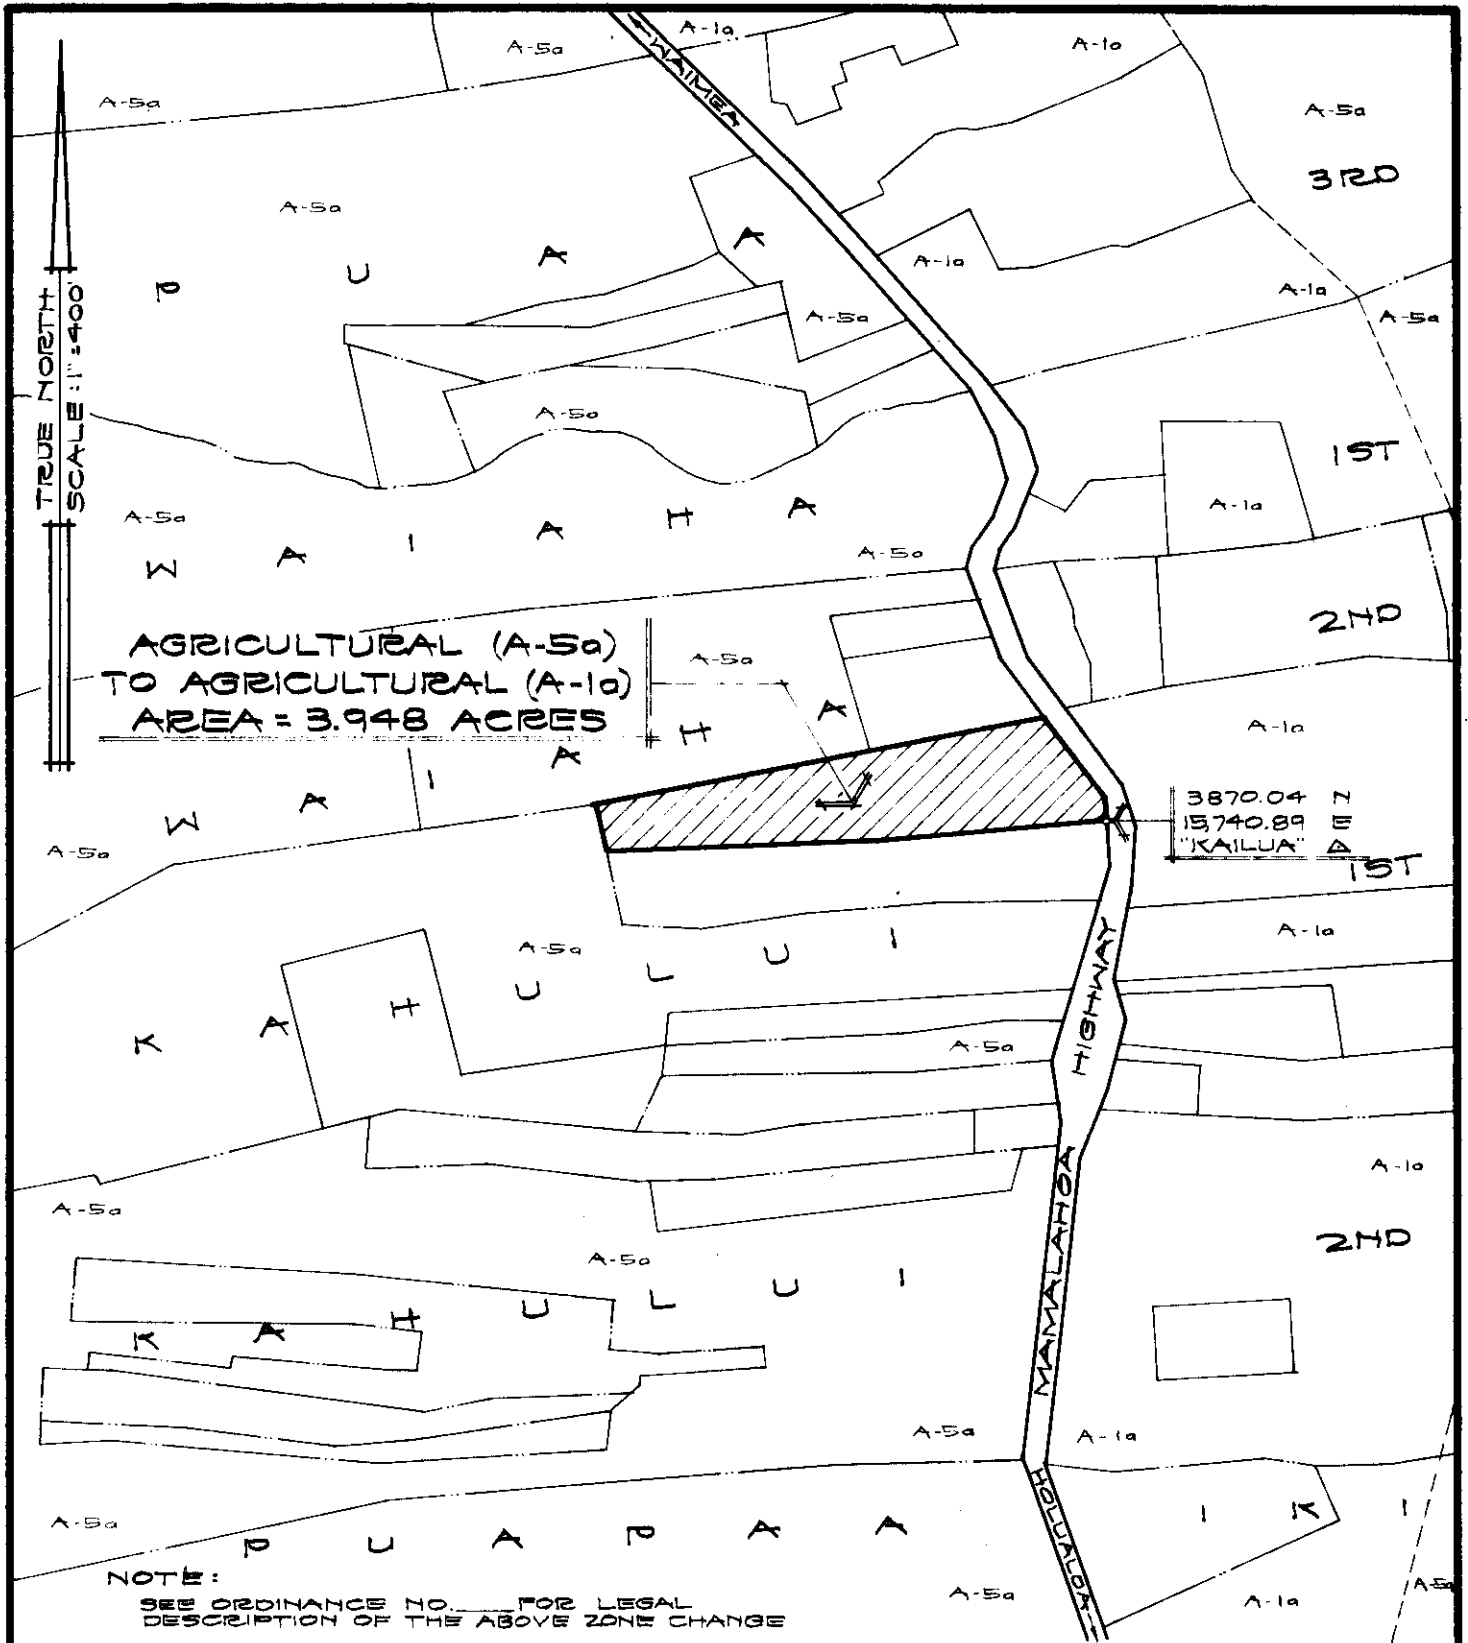 A-1a
A-5a
A-1a
WAIMEA
A-5a
A-5a
3RD
A-5a
P U A A
A-1a
A-1a
A-5a
A-5a
TRUE NORTH
SCALE: 1"=400'
A-5a
1ST
A-1a
A-5a
W A I A H A
A-5a
2ND
AGRICULTURAL (A-5a)
TO AGRICULTURAL (A-1a)
AREA = 3.948 ACRES
A-5a
A-1a
W A I A H A
3870.04 N
15,740.89 E
"KAILUA" △
A-5a
1ST
A-1a
A-5a
K A H U L U I
HIGHWAY
A-5a
A-1a
A-5a
MAMALAHOA
2ND
A-5a
K A H U L U I
A-5a
A-1a
HOLUALOA
I K I
A-5a
P U A P A A
A-5a
A-1a
A-5a
NOTE:
SEE ORDINANCE NO.____FOR LEGAL
DESCRIPTION OF THE ABOVE ZONE CHANGE